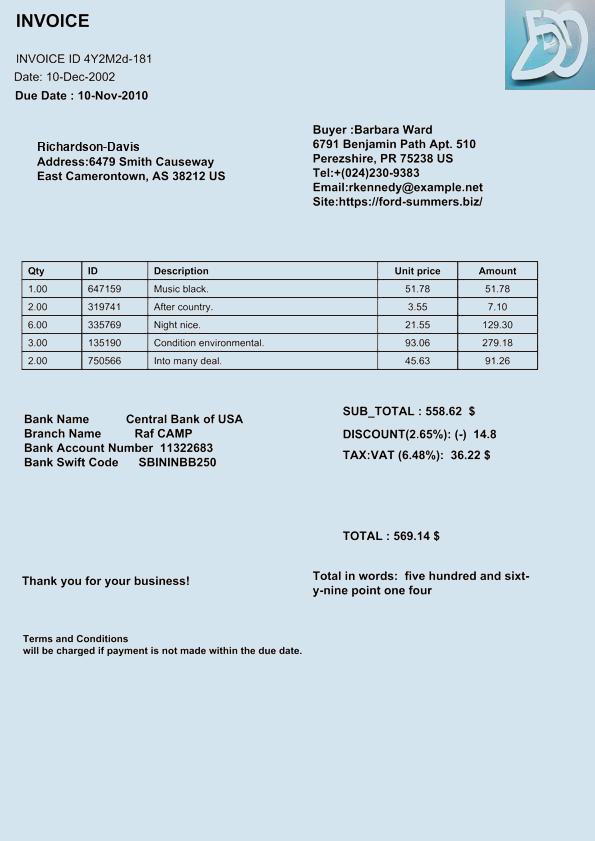 INVOICE
INVOICE ID 4Y2M2d-181
Date: 10-Dec-2002
Due Date : 10-Nov-2010
Richardson-Davis
Address:6479 Smith Causeway
East Camerontown, AS 38212 US
Buyer :Barbara Ward
6791 Benjamin Path Apt. 510
Perezshire, PR 75238 US
Tel:+(024)230-9383
Email:rkennedy@example.net
Site:https://ford-summers.biz/
Qty ID Description Unit price Amount
1.00 647159 Music black. 51.78 51.78
2.00 319741 After country. 3.55 7.10
6.00 335769 Night nice. 21.55 129.30
3.00 135190 Condition environmental. 93.06 279.18
2.00 750566 Into many deal. 45.63 91.26
Bank Name Central Bank of USA
Branch Name Raf CAMP
Bank Account Number 11322683
Bank Swift Code SBININBB250
SUB_TOTAL : 558.62 $
DISCOUNT(2.65%): (-) 14.8
TAX:VAT (6.48%): 36.22 $
TOTAL : 569.14 $
Thank you for your business!
Total in words: five hundred and sixt-
y-nine point one four
Terms and Conditions
will be charged if payment is not made within the due date.